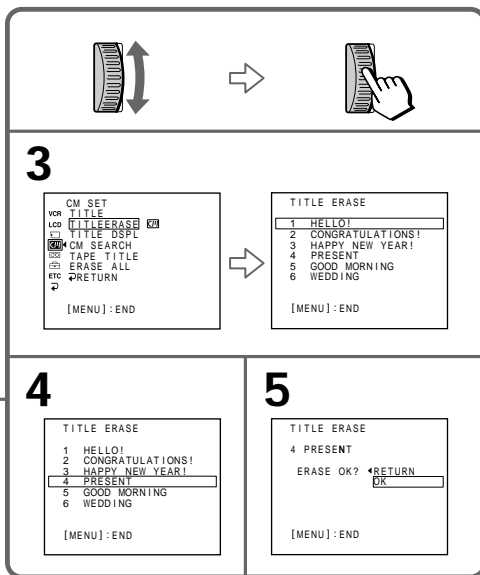 3
CM SET
VCR TITLE
LCD TITLEERASE CM
TITLE DSPL
CM CM SEARCH
TAPE TITLE
ERASE ALL
ETC RETURN
[MENU]:END
TITLE ERASE
1 HELLO!
2 CONGRATULATIONS!
3 HAPPY NEW YEAR!
4 PRESENT
5 GOOD MORNING
6 WEDDING
[MENU]:END
4
TITLE ERASE
1 HELLO!
2 CONGRATULATIONS!
3 HAPPY NEW YEAR!
4 PRESENT
5 GOOD MORNING
6 WEDDING
[MENU]:END
5
TITLE ERASE
4 PRESENT
ERASE OK? RETURN
OK
[MENU]:END